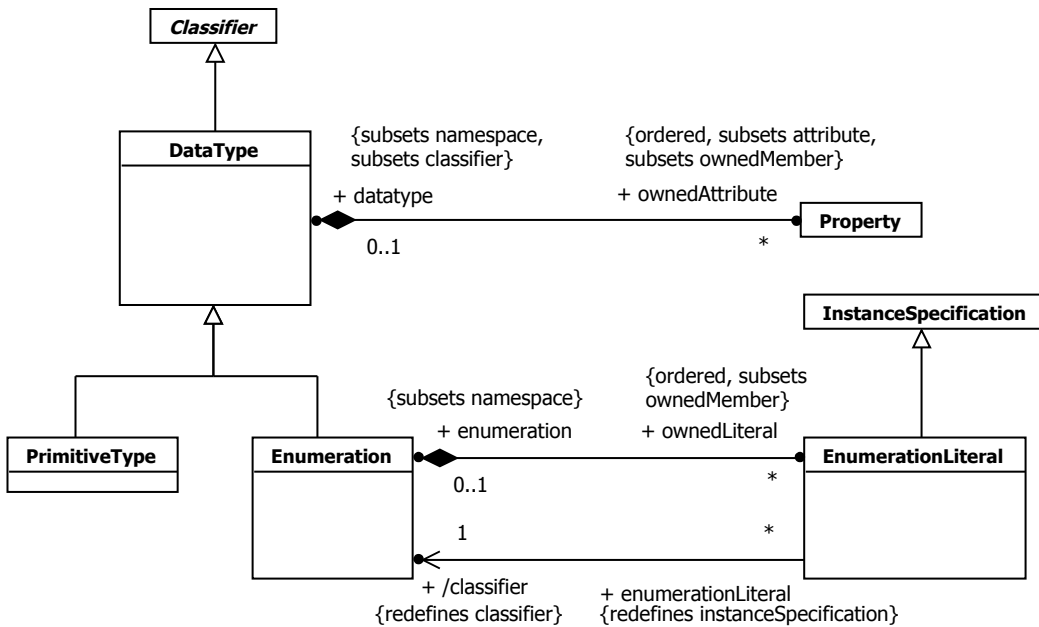 Classifier
DataType
{subsets namespace,
subsets classifier}
+ datatype
0..1
{ordered, subsets attribute,
subsets ownedMember}
+ ownedAttribute
*
Property
InstanceSpecification
{subsets namespace}
+ enumeration
0..1
{ordered, subsets
ownedMember}
+ ownedLiteral
*
PrimitiveType
Enumeration
EnumerationLiteral
1
*
+ /classifier
{redefines classifier}
+ enumerationLiteral
{redefines instanceSpecification}